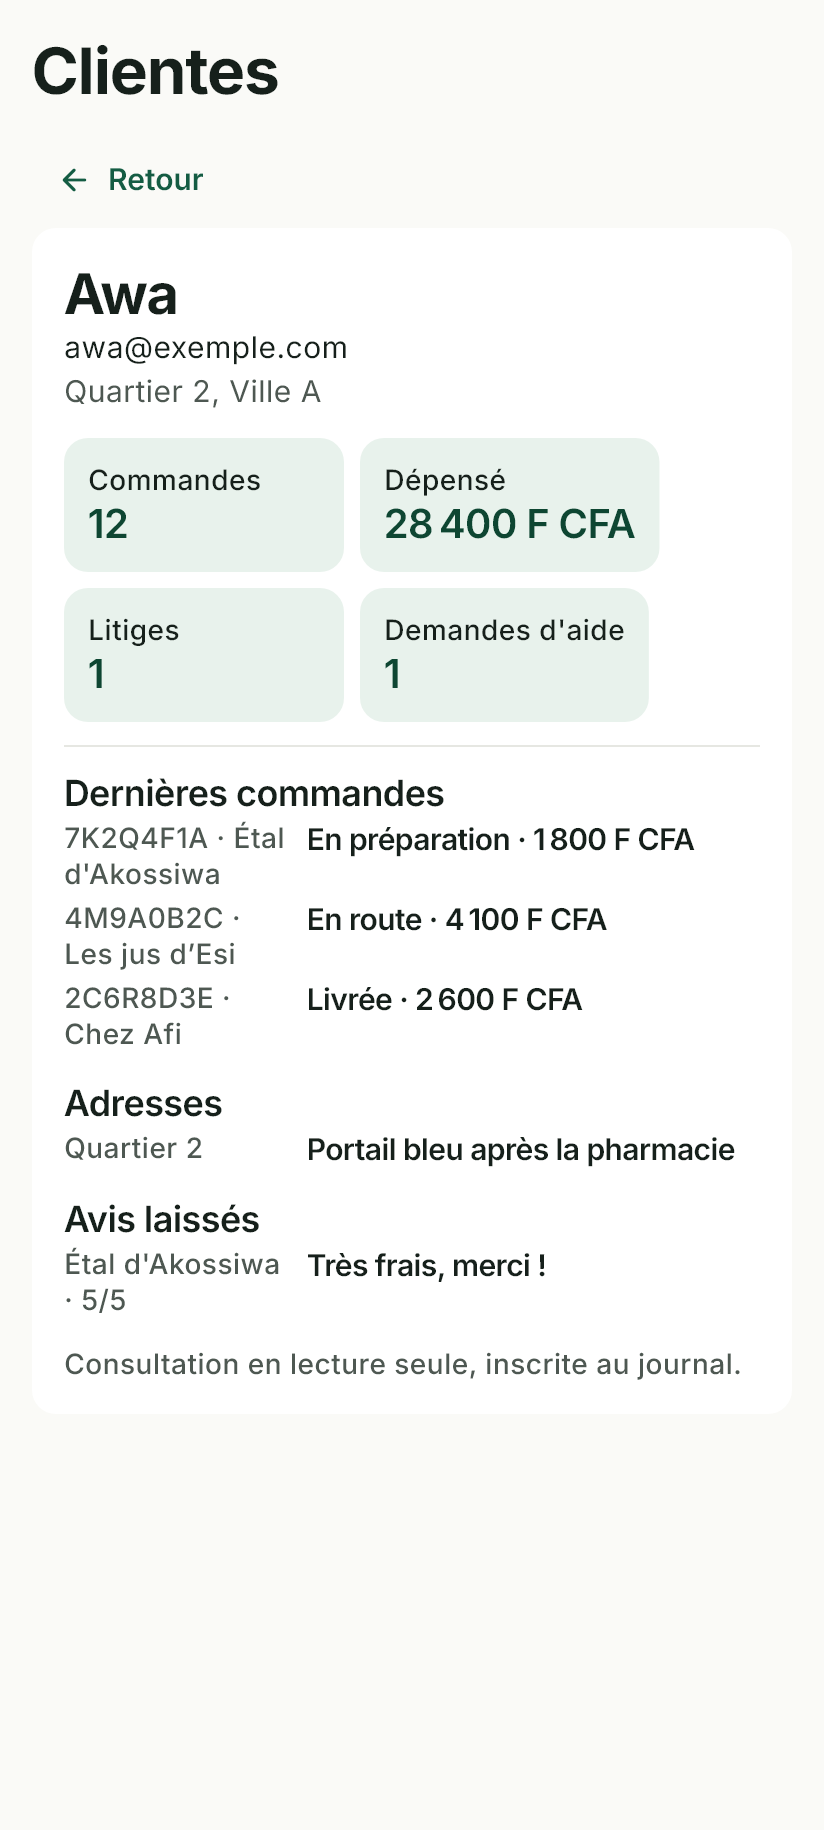 Clientes
← Retour
Awa
awa@exemple.com
Quartier 2, Ville A
Commandes
12
Dépensé
28 400 F CFA
Litiges
1
Demandes d'aide
1
Dernières commandes
7K2Q4F1A · Étal d'Akossiwa
En préparation · 1 800 F CFA
4M9A0B2C · Les jus d’Esi
En route · 4 100 F CFA
2C6R8D3E · Chez Afi
Livrée · 2 600 F CFA
Adresses
Quartier 2
Portail bleu après la pharmacie
Avis laissés
Étal d'Akossiwa · 5/5
Très frais, merci !
Consultation en lecture seule, inscrite au journal.